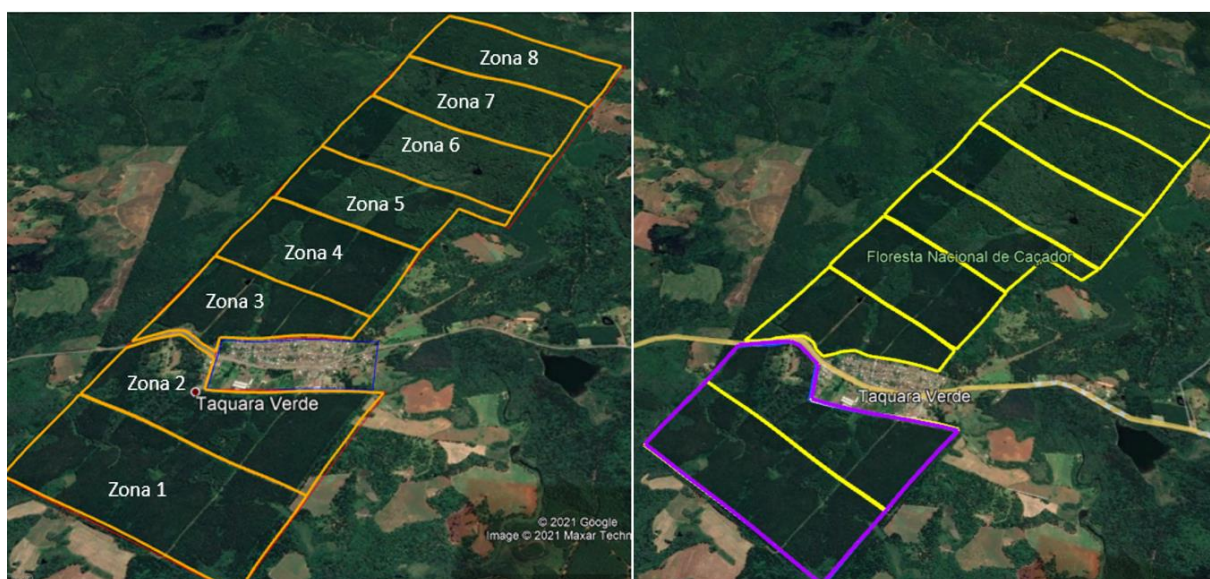 Zona 8
Zona 7
Zona 6
Zona 5
Zona 4
Zona 3
Zona 2
Taquara Verde
Zona 1
© 2021 Google
Image © 2021 Maxar Techn
Floresta Nacional de Caçador
Taquara Verde